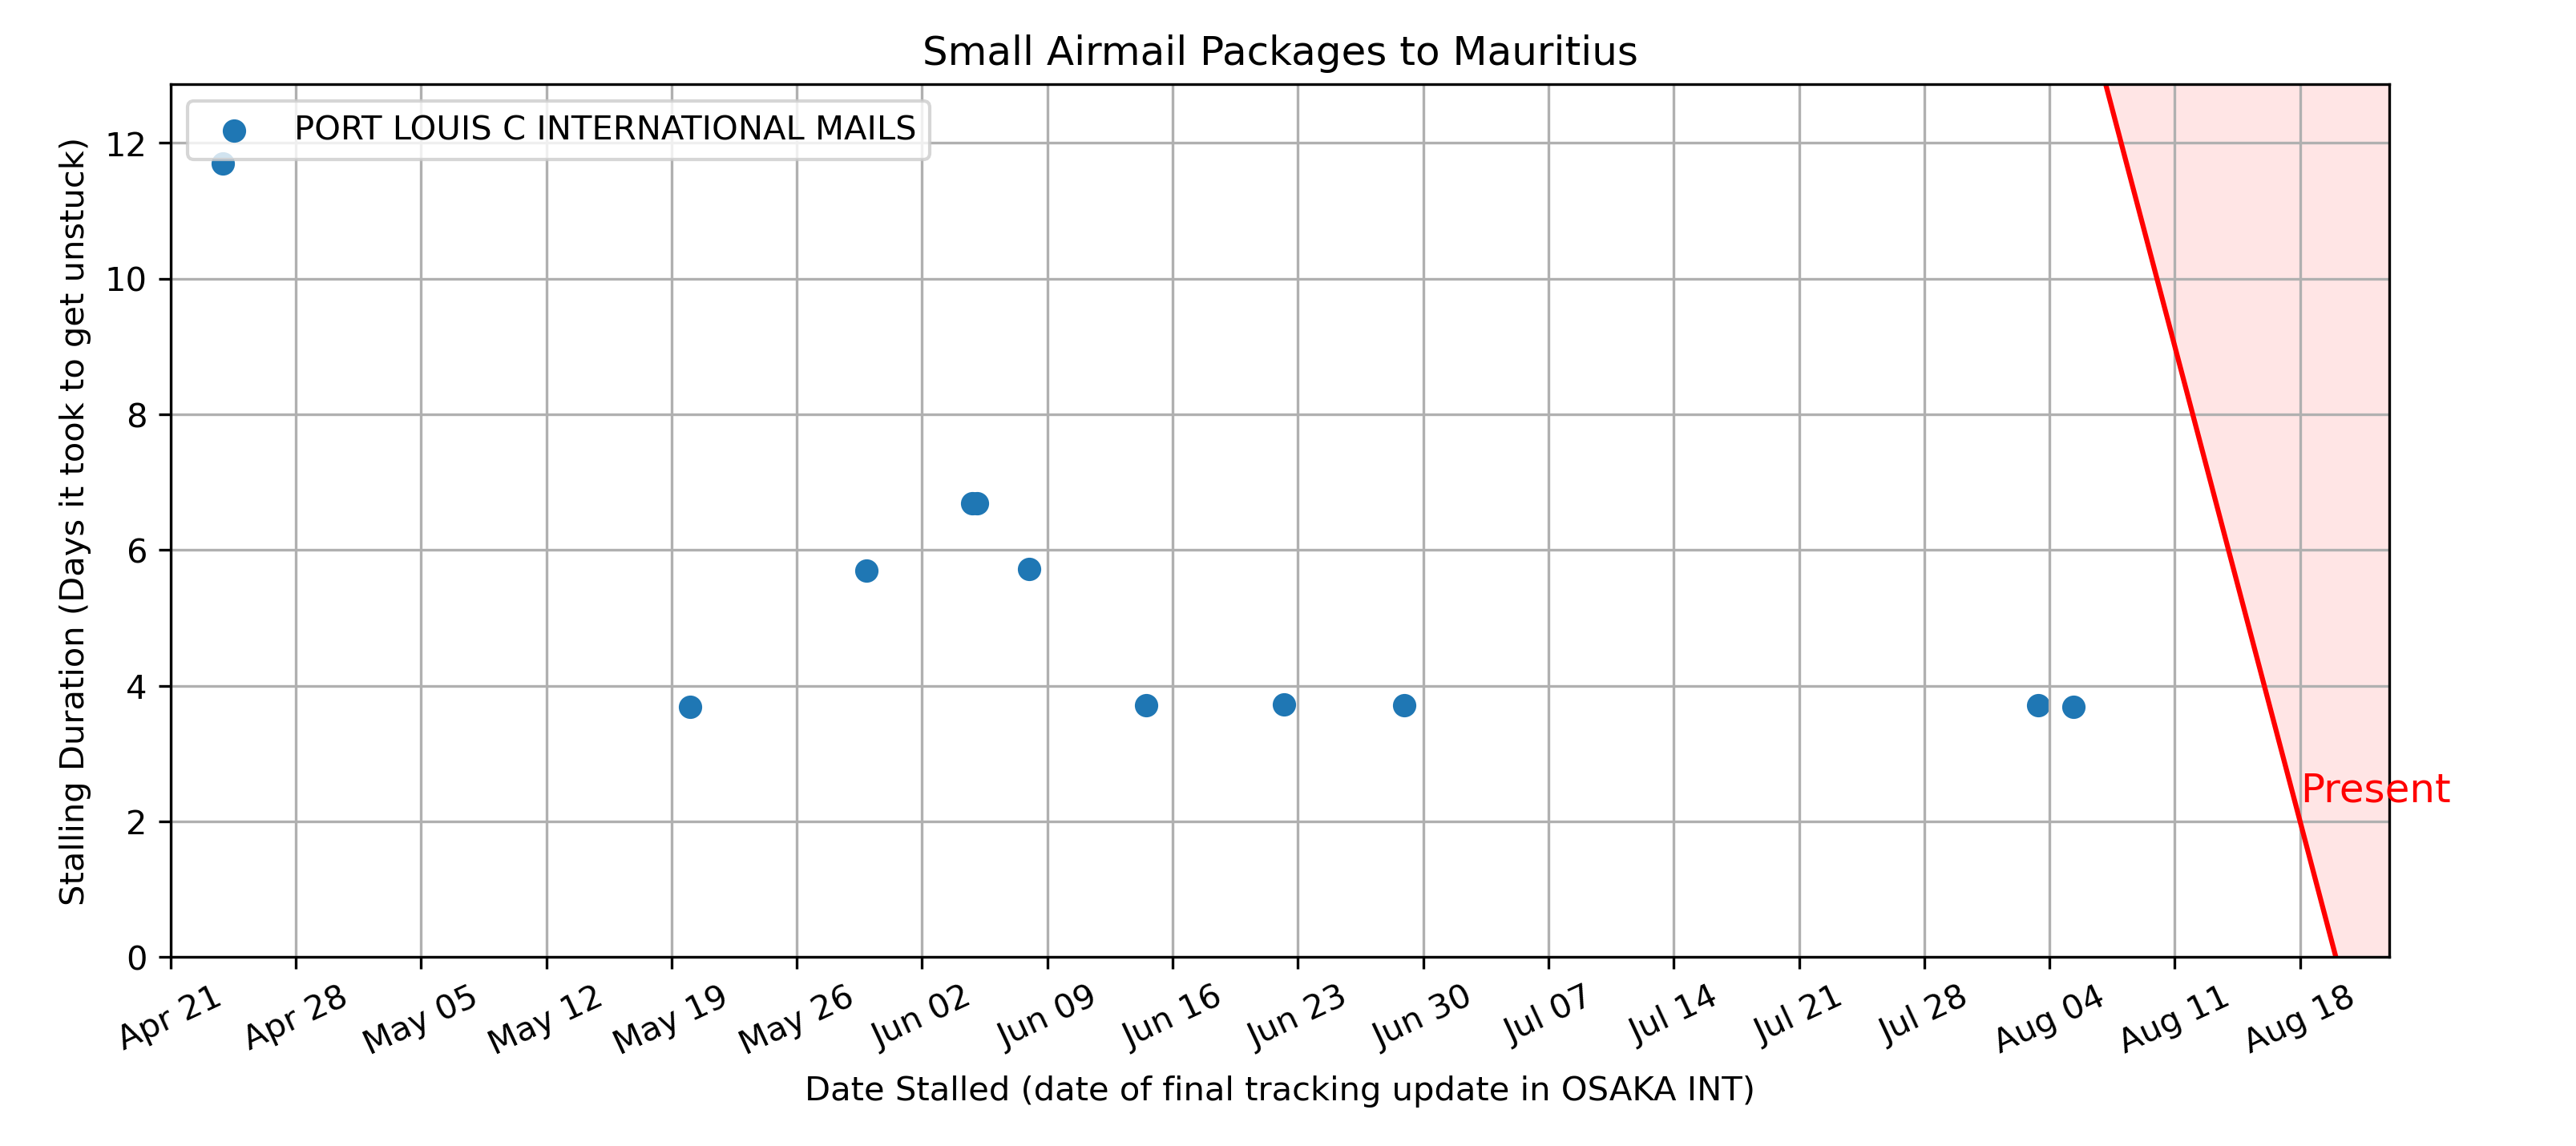 Small Airmail Packages to Mauritius
PORT LOUIS C INTERNATIONAL MAILS
Stalling Duration (Days it took to get unstuck)
12
10
8
6
4
2
0
Present
Apr 21
Apr 28
May 05
May 12
May 19
May 26
Jun 02
Jun 09
Jun 16
Jun 23
Jun 30
Jul 07
Jul 14
Jul 21
Jul 28
Aug 04
Aug 11
Aug 18
Date Stalled (date of final tracking update in OSAKA INT)